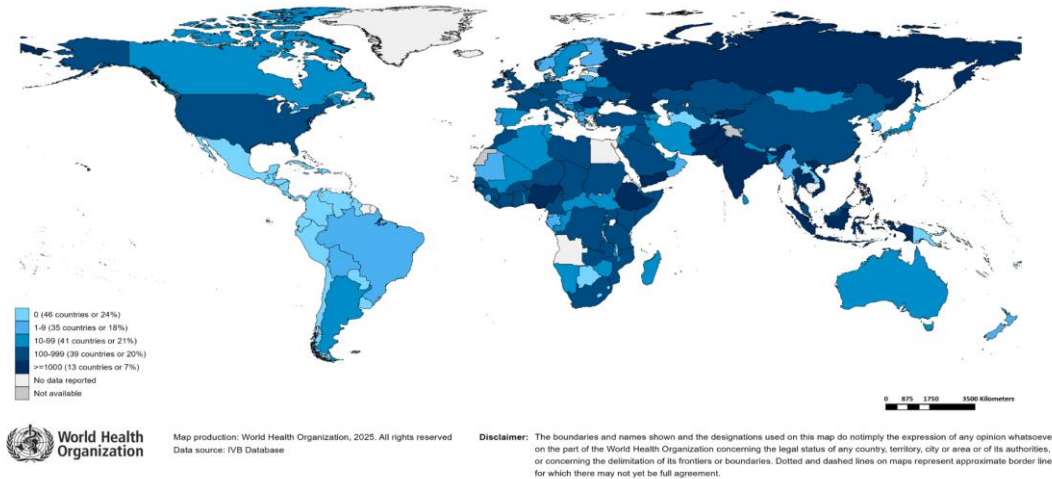 0 (46 countries or 24%)
1-9 (35 countries or 18%)
10-99 (41 countries or 21%)
100-999 (39 countries or 20%)
>=1000 (13 countries or 7%)
No data reported
Not available
0 875 1750 3500 Kilometers
World Health
Organization
Map production: World Health Organization, 2025. All rights reserved
Data source: IVB Database
Disclaimer: The boundaries and names shown and the designations used on this map do notimply the expression of any opinion whatsoeve
on the part of the World Health Organization concerning the legal status of any country, territory, city or area or of its authorities,
or concerning the delimitation of its frontiers or boundaries. Dotted and dashed lines on maps represent approximate border line
for which there may not yet be full agreement.